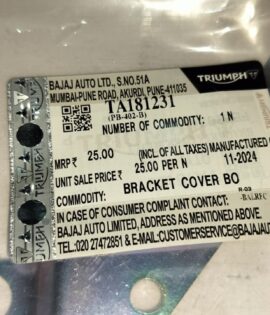 BAJAJ AUTO LTD., S.NO.51A
MUMBAI-PUNE ROAD, AKURDI, PUNE-411035
TRIUMPH
TA181231
(PB-402-B)
NUMBER OF COMMODITY: 1 N
MRP ₹ 25.00 (INCL. OF ALL TAXES) MANUFACTURED
UNIT SALE PRICE ₹ 25.00 PER N 11-2024
COMMODITY: BRACKET COVER BO
R-03
-BALRFC
IN CASE OF CONSUMER COMPLAINT CONTACT:
BAJAJ AUTO LIMITED, ADDRESS AS MENTIONED ABOVE.
TEL:020 27472851 & E-MAIL:CUSTOMERSERVICE@BAJAJAUTO
TRIUMPH